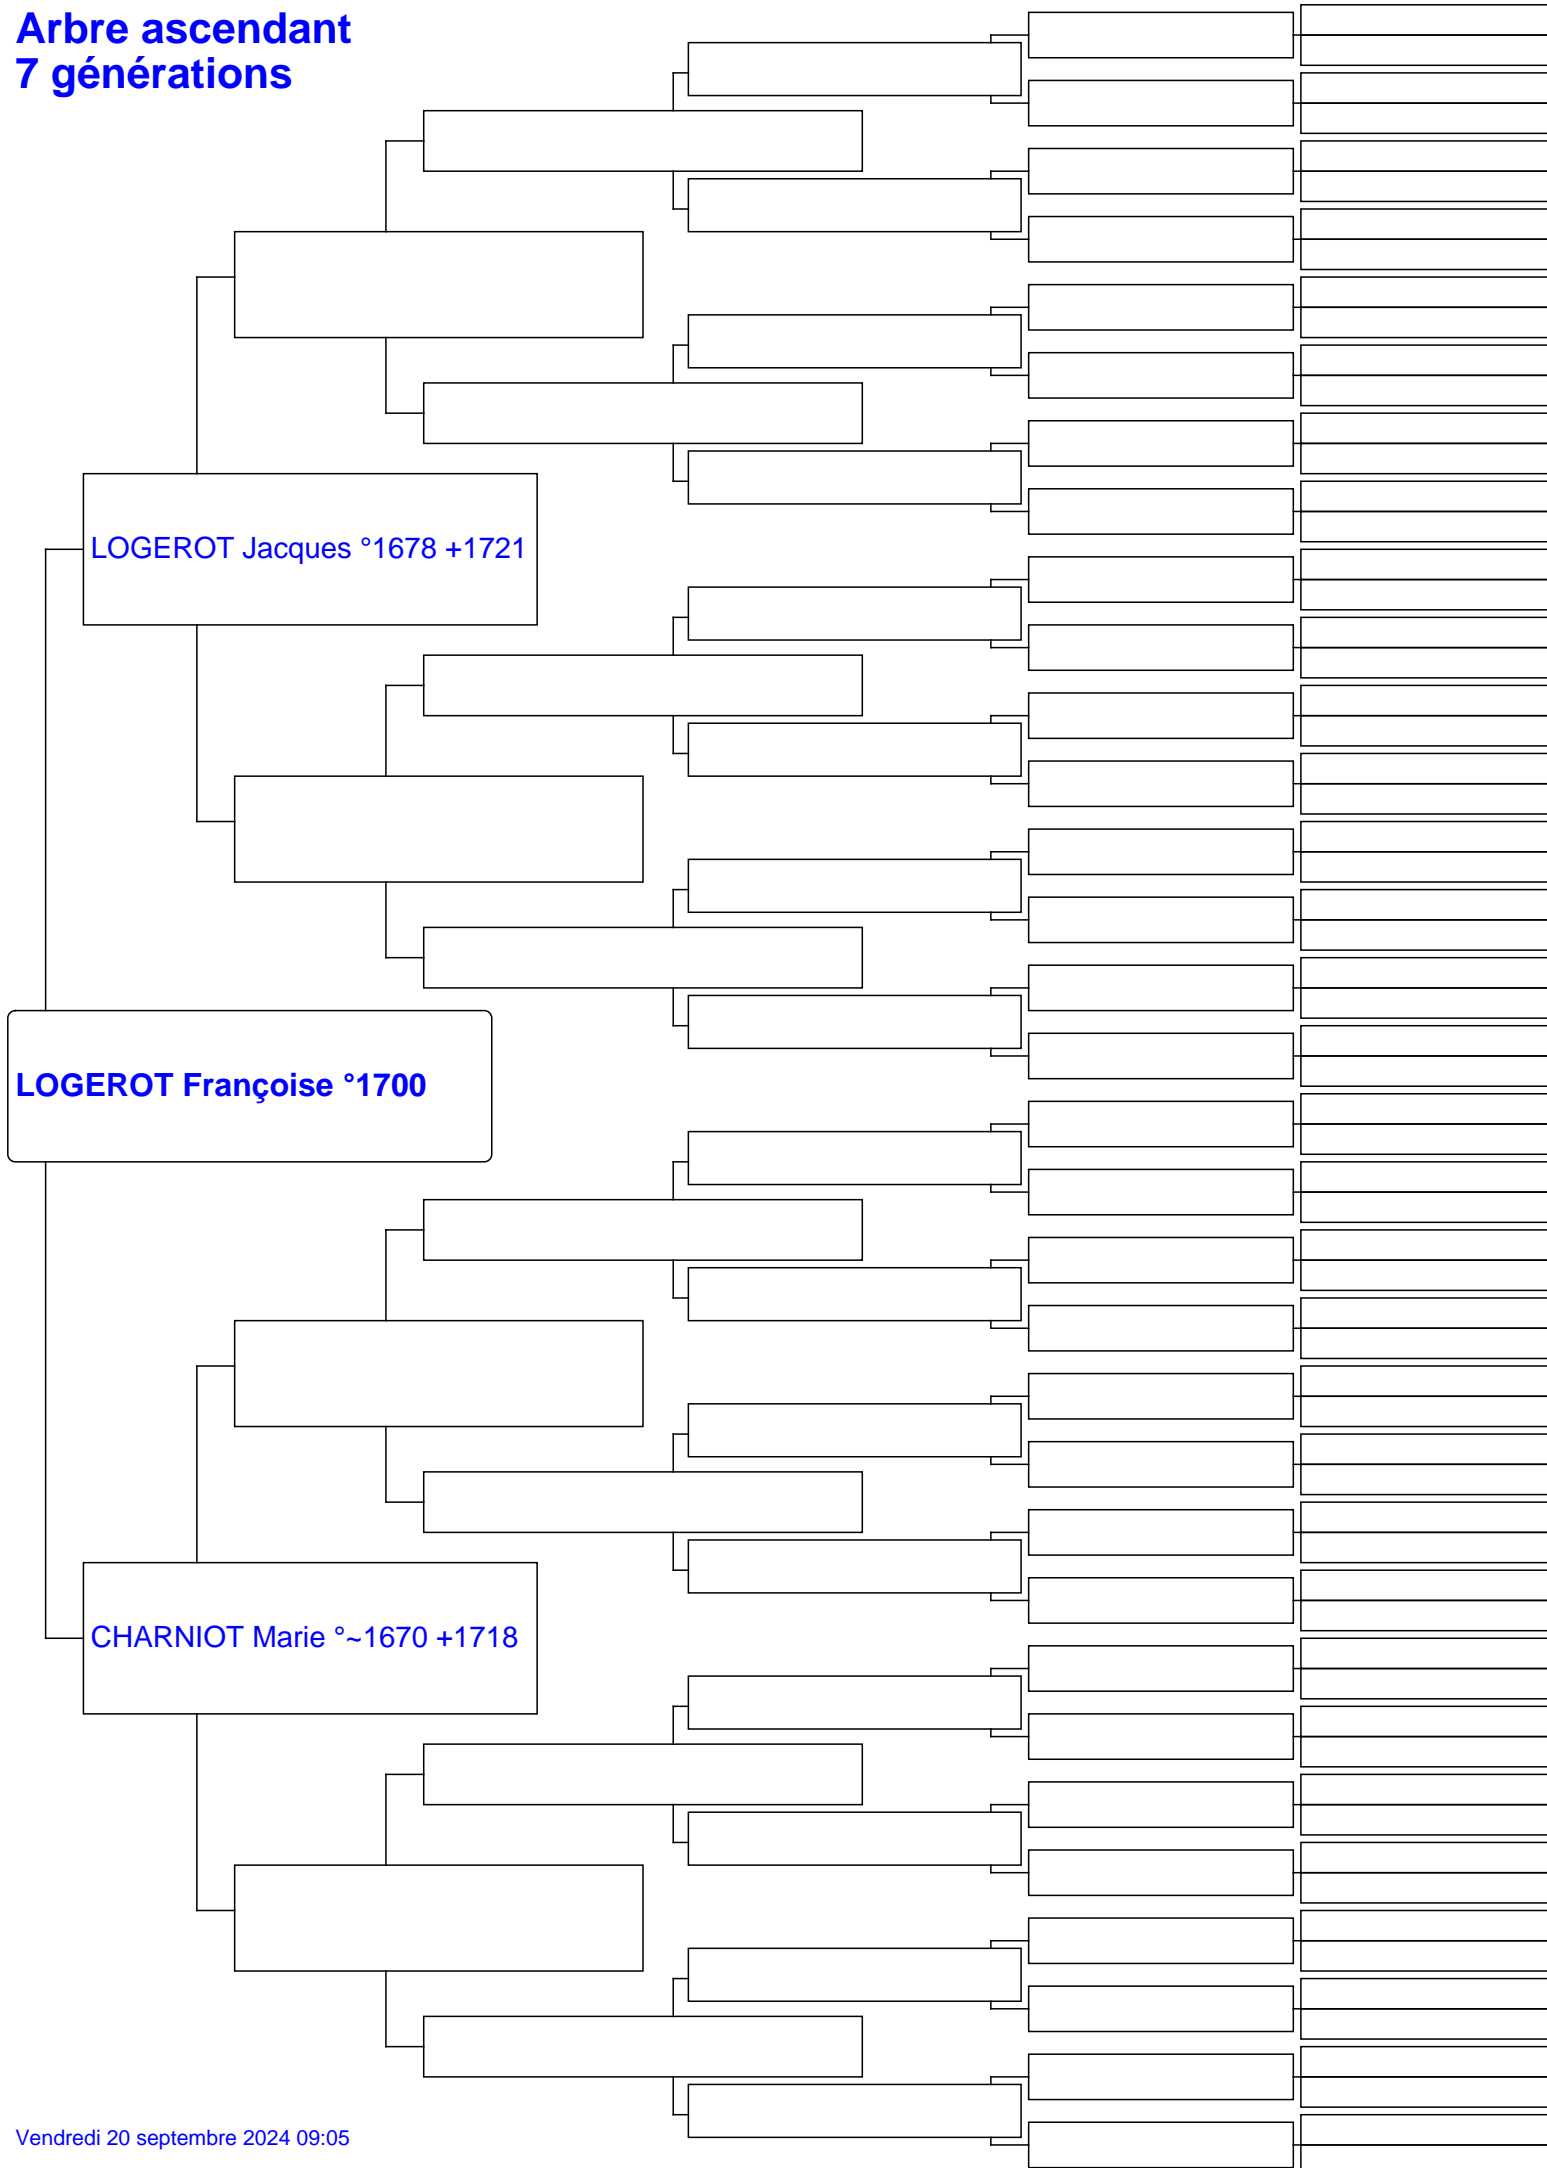 Arbre ascendant
7 générations
LOGEROT Jacques °1678 +1721
LOGEROT Françoise °1700
CHARNIOT Marie °~1670 +1718
Vendredi 20 septembre 2024 09:05